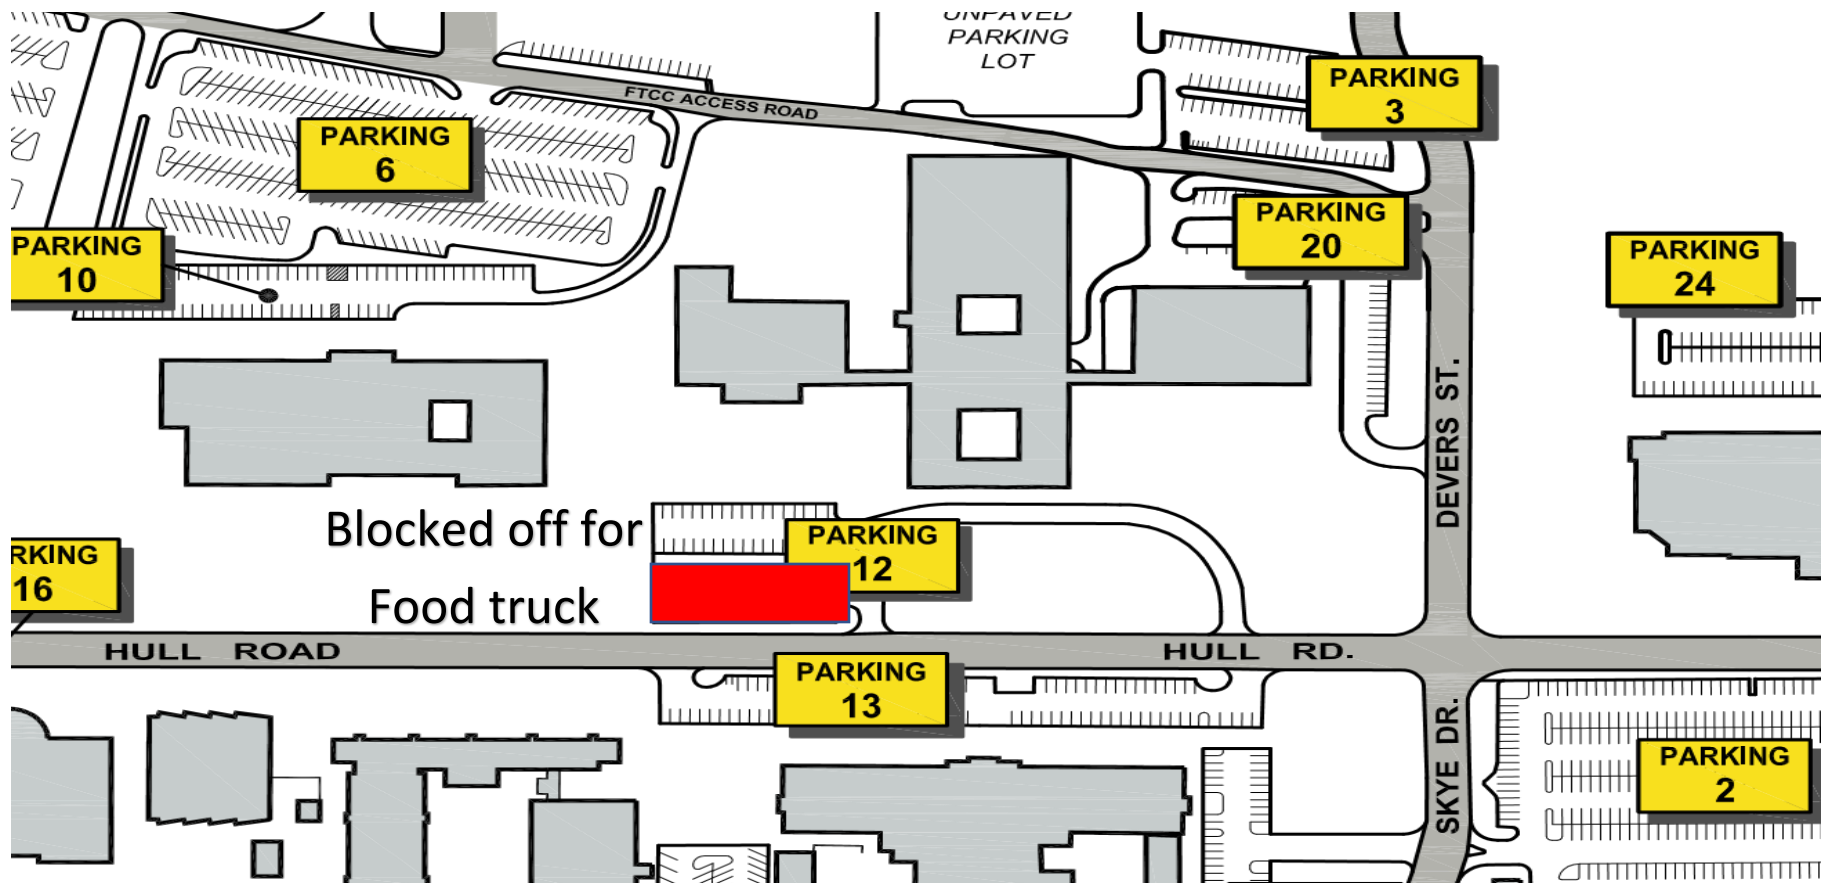 UNPAVED
PARKING
LOT
PARKING
3
FTCC ACCESS ROAD
PARKING
6
PARKING
20
PARKING
10
PARKING
24
DEVERS ST.
Blocked off for
Food truck
PARKING
12
RKING
16
HULL ROAD
HULL RD.
PARKING
13
SKYE DR.
PARKING
2